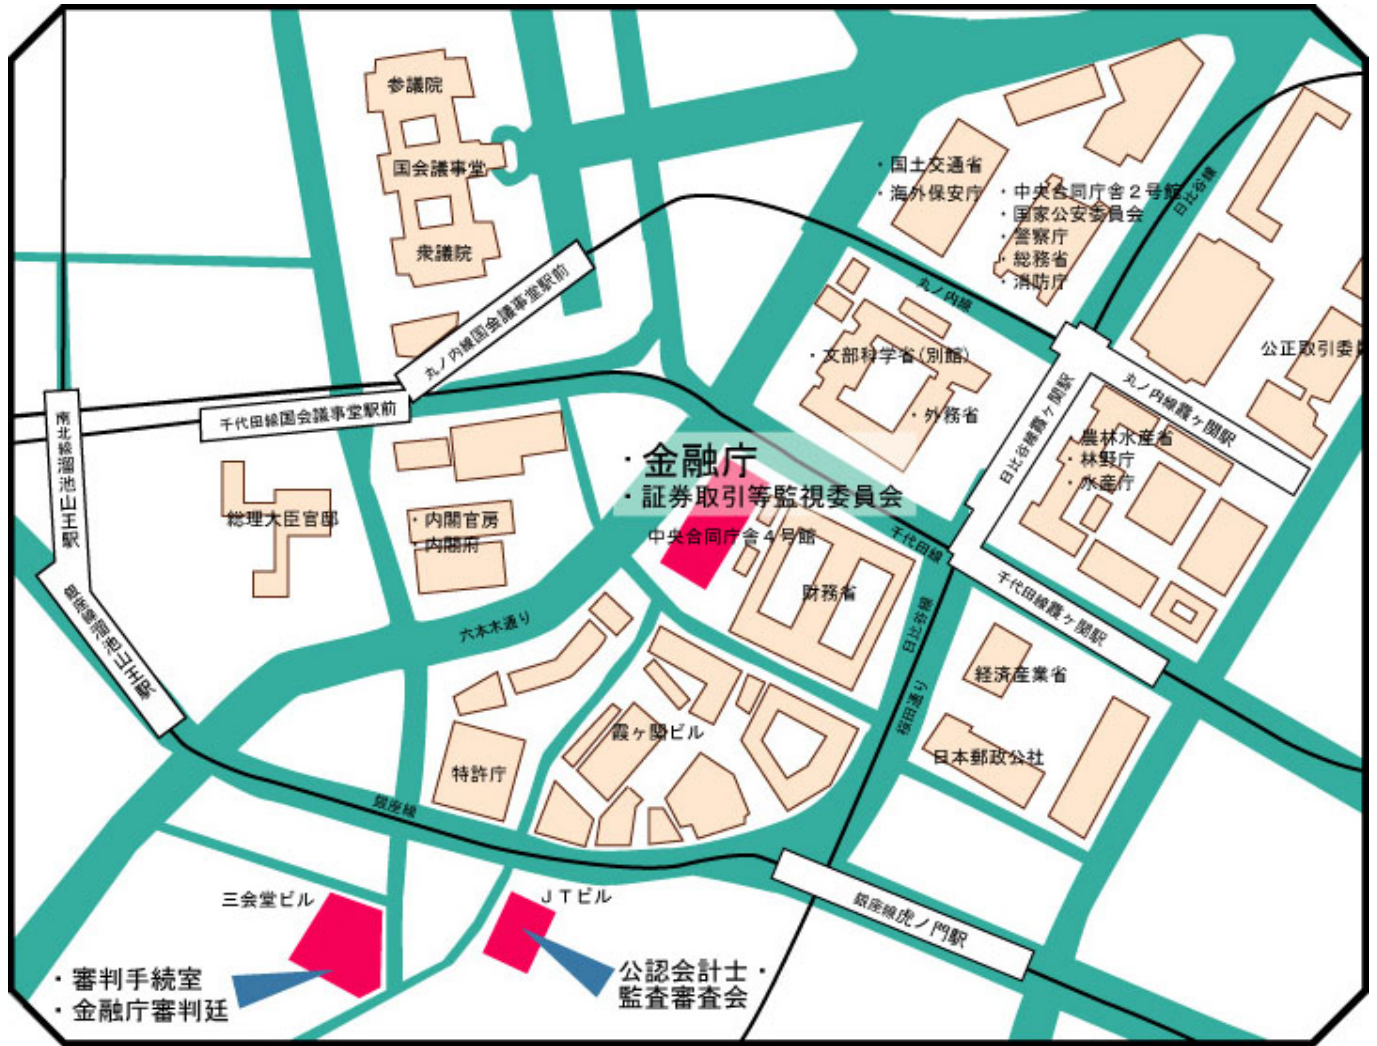 参議院
国会議事堂
衆議院
・国土交通省
・海外保安庁
・中央合同庁舎２号館
・国家公安委員会
・警察庁
・総務省
・消防庁
日比谷線
丸ノ内線
丸ノ内線国会議事堂駅前
千代田線国会議事堂駅前
南北線溜池山王駅
銀座線溜池山王駅
・文部科学省(別館)
・外務省
公正取引委員
日比谷線霞ヶ関駅
丸ノ内線霞ヶ関駅
・農林水産省
・林野庁
・水産庁
・金融庁
・証券取引等監視委員会
中央合同庁舎４号館
総理大臣官邸
・内閣官房
・内閣府
千代田線
財務省
千代田線霞ヶ関駅
六本木通り
日比谷線
桜田通り
経済産業省
日本郵政公社
霞ヶ関ビル
特許庁
銀座線
三会堂ビル
ＪＴビル
銀座線虎ノ門駅
・審判手続室
・金融庁審判廷
公認会計士・
監査審査会